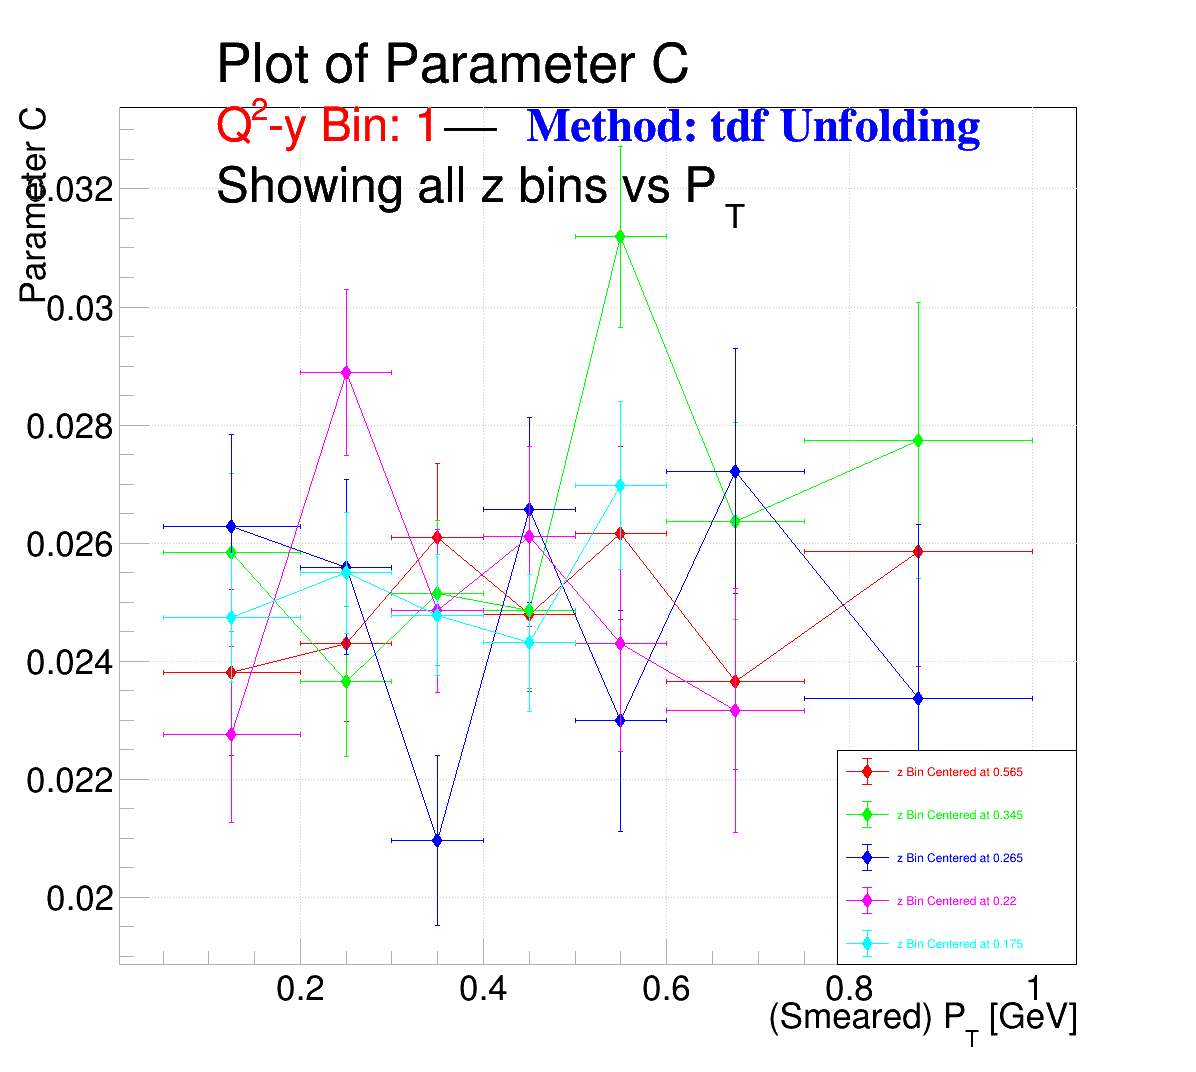 Plot of Parameter C
Q²-y Bin: 1— Method: tdf Unfolding
Showing all z bins vs P_T
Parameter C
0.032
0.03
0.028
0.026
0.024
0.022
0.02
z Bin Centered at 0.565
z Bin Centered at 0.345
z Bin Centered at 0.265
z Bin Centered at 0.22
z Bin Centered at 0.175
0.2 0.4 0.6 0.8 1
(Smeared) P_T [GeV]